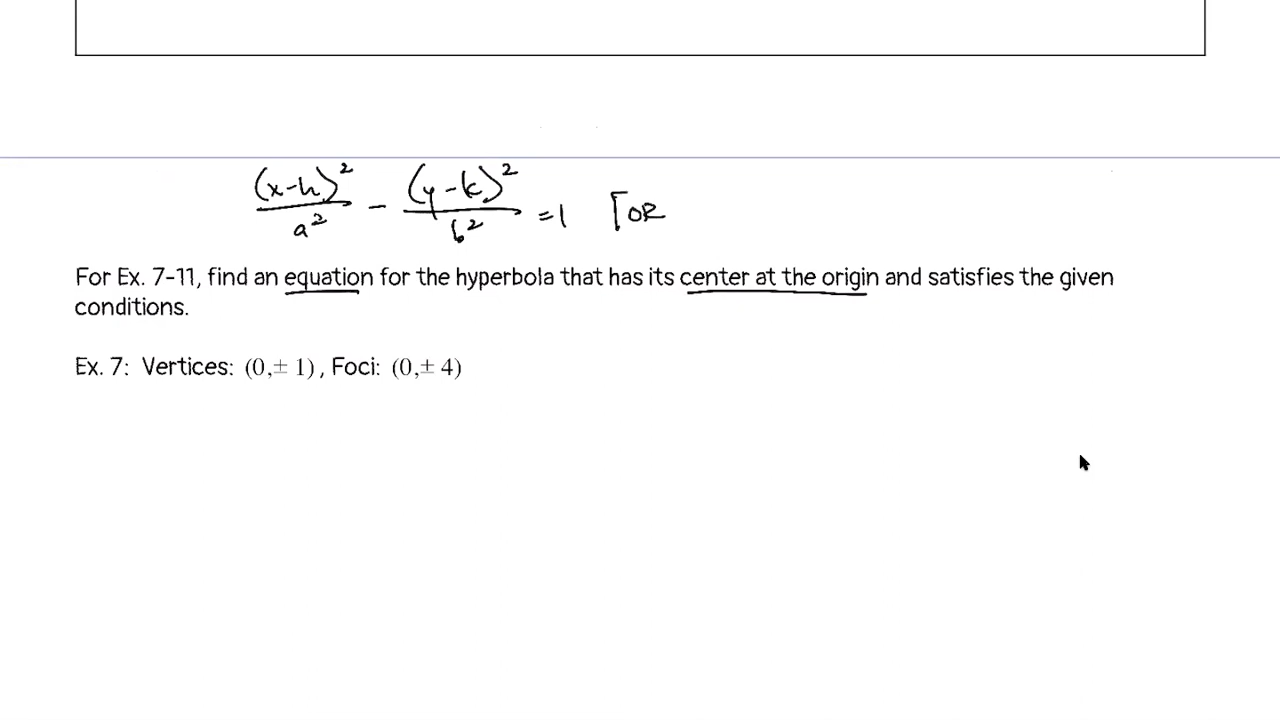 (x-h)²/a² - (y-k)²/b² =1 [OR
For Ex. 7-11, find an equation for the hyperbola that has its center at the origin and satisfies the given
conditions.
Ex. 7: Vertices: (0,± 1), Foci: (0,± 4)